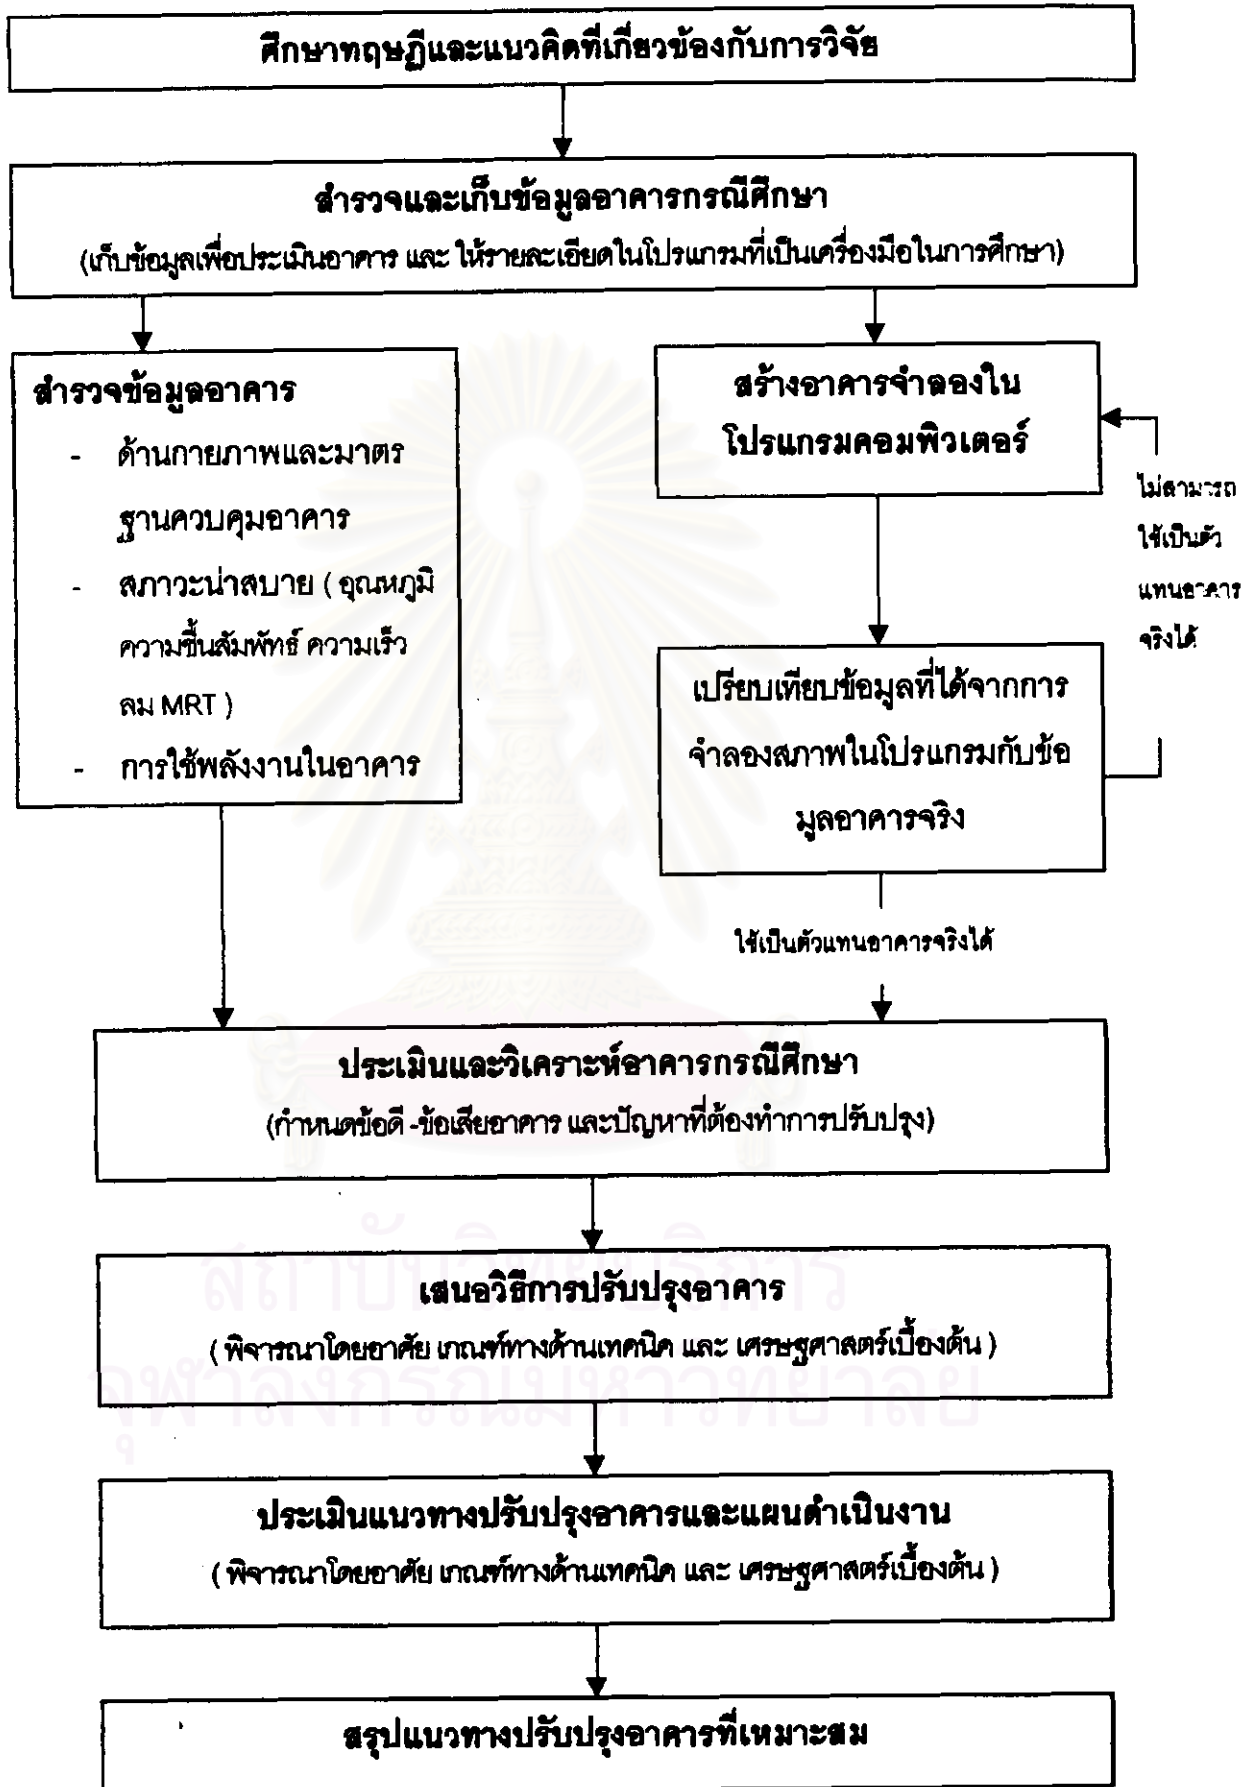 ศึกษาทฤษฎีและแนวคิดที่เกี่ยวข้องกับการวิจัย
สำรวจและเก็บข้อมูลอาคารกรณีศึกษา
(เก็บข้อมูลเพื่อประเมินอาคาร และ ให้รายละเอียดในโปรแกรมที่เป็นเครื่องมือในการศึกษา)
สำรวจข้อมูลอาคาร
- ด้านกายภาพและมาตร
ฐานควบคุมอาคาร
- สภาวะน่าสบาย ( อุณหภูมิ
ความชื้นสัมพัทธ์ ความเร็ว
ลม MRT )
- การใช้พลังงานในอาคาร
สร้างอาคารจำลองใน
โปรแกรมคอมพิวเตอร์
ไม่สามารถ
ใช้เป็นตัว
แทนอาคาร
จริงได้
เปรียบเทียบข้อมูลที่ได้จากการ
จำลองสภาพในโปรแกรมกับข้อ
มูลอาคารจริง
ใช้เป็นตัวแทนอาคารจริงได้
ประเมินและวิเคราะห์อาคารกรณีศึกษา
(กำหนดข้อดี -ข้อเสียอาคาร และปัญหาที่ต้องทำการปรับปรุง)
เสนอวิธีการปรับปรุงอาคาร
( พิจารณาโดยอาศัย เกณฑ์ทางด้านเทคนิค และ เศรษฐศาสตร์เบื้องต้น )
ประเมินแนวทางปรับปรุงอาคารและแผนดำเนินงาน
( พิจารณาโดยอาศัย เกณฑ์ทางด้านเทคนิค และ เศรษฐศาสตร์เบื้องต้น )
สรุปแนวทางปรับปรุงอาคารที่เหมาะสม
สถาบันวิทยบริการ
จุฬาลงกรณ์มหาวิทยาลัย